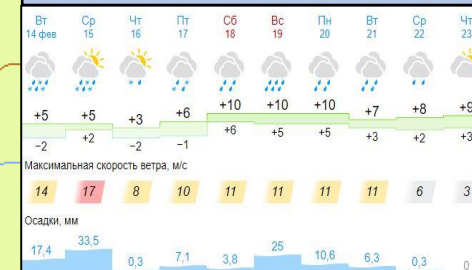 Вт Ср Чт Пт Сб Вс Пн Вт Ср Чт
14 фев 15 16 17 18 19 20 21 22 23
+5 +5 +3 +6 +10 +10 +10 +7 +8 +9
−2 +2 −2 −1 +6 +5 +5 +3 +2 +3
Максимальная скорость ветра, м/с
14 17 8 10 11 11 11 11 6 3
Осадки, мм
17,4 33,5 0,3 7,1 3,8 25 10,6 6,3 0,3 0